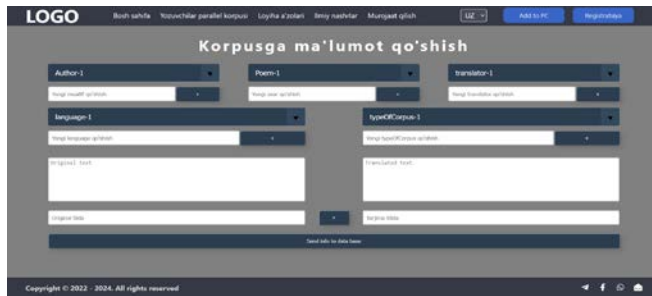 LOGO Bosh sahifa Yozuvchilar parallel korpusi Loyiha a'zolari Ilmiy nashrlar Murojaat qilish UZ Add to PC Registratsiya
Korpusga ma'lumot qo'shish
Author-1 Poem-1 translator-1
Yangi muallif qo'shish + Yangi asar qo'shish + Yangi translator qo'shish +
language-1 typeOfCorpus-1
Yangi language qo'shish + Yangi typeOfCorpus qo'shish +
Original text Translated text
Original title + Tarjima title
Send info to data base
Copyright © 2022 - 2024. All rights reserved